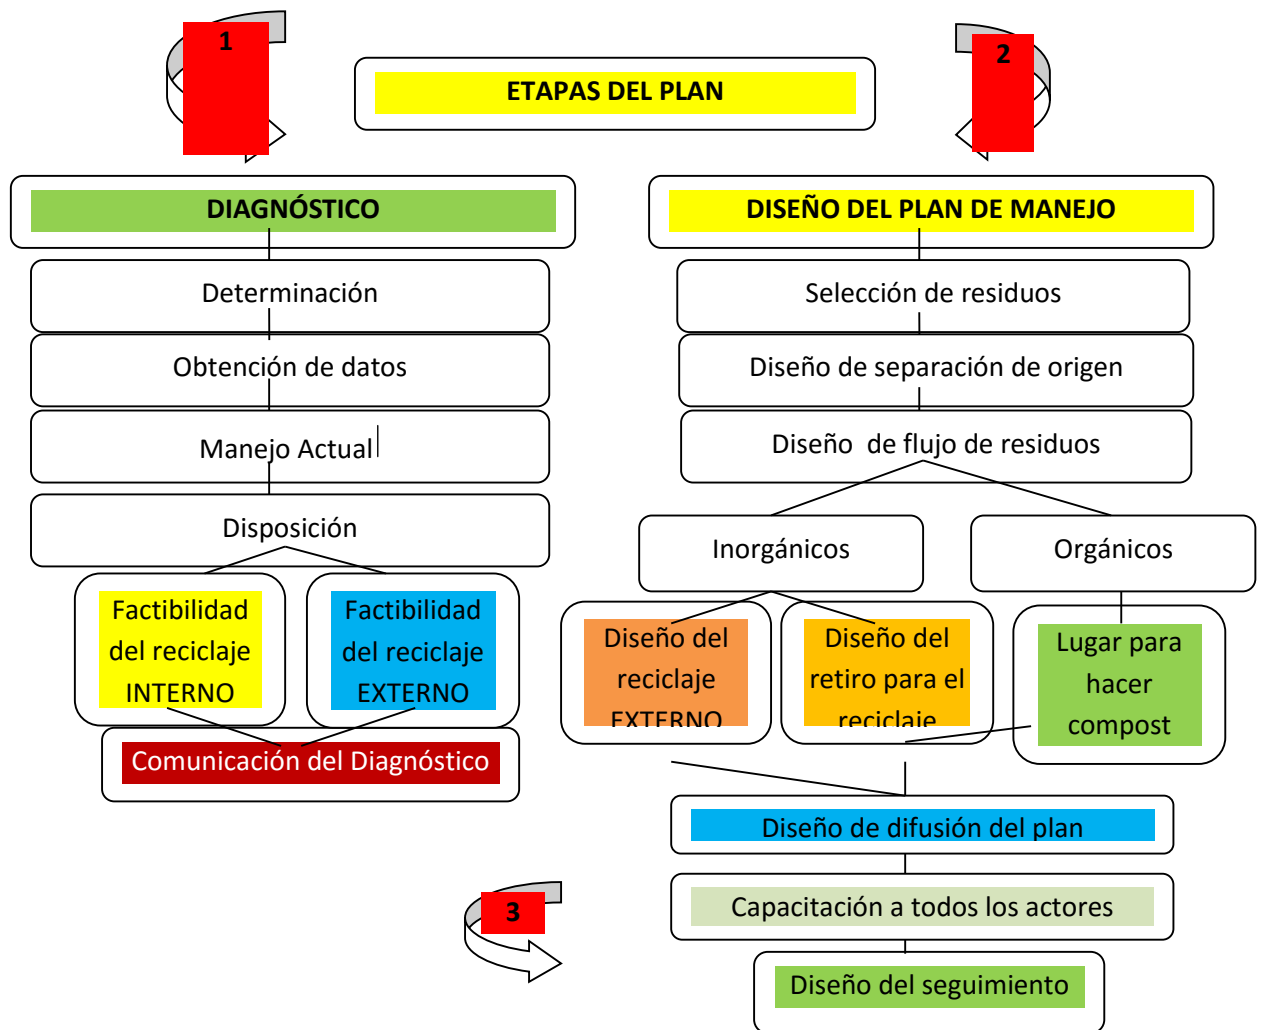 1
2
ETAPAS DEL PLAN
DIAGNÓSTICO
Determinación
Obtención de datos
Manejo Actual
Disposición
Factibilidad
del reciclaje
INTERNO
Factibilidad
del reciclaje
EXTERNO
Comunicación del Diagnóstico
DISEÑO DEL PLAN DE MANEJO
Selección de residuos
Diseño de separación de origen
Diseño de flujo de residuos
Inorgánicos
Orgánicos
Diseño del
reciclaje
EXTERNO
Diseño del
retiro para el
reciclaje
Lugar para
hacer
compost
Diseño de difusión del plan
3
Capacitación a todos los actores
Diseño del seguimiento